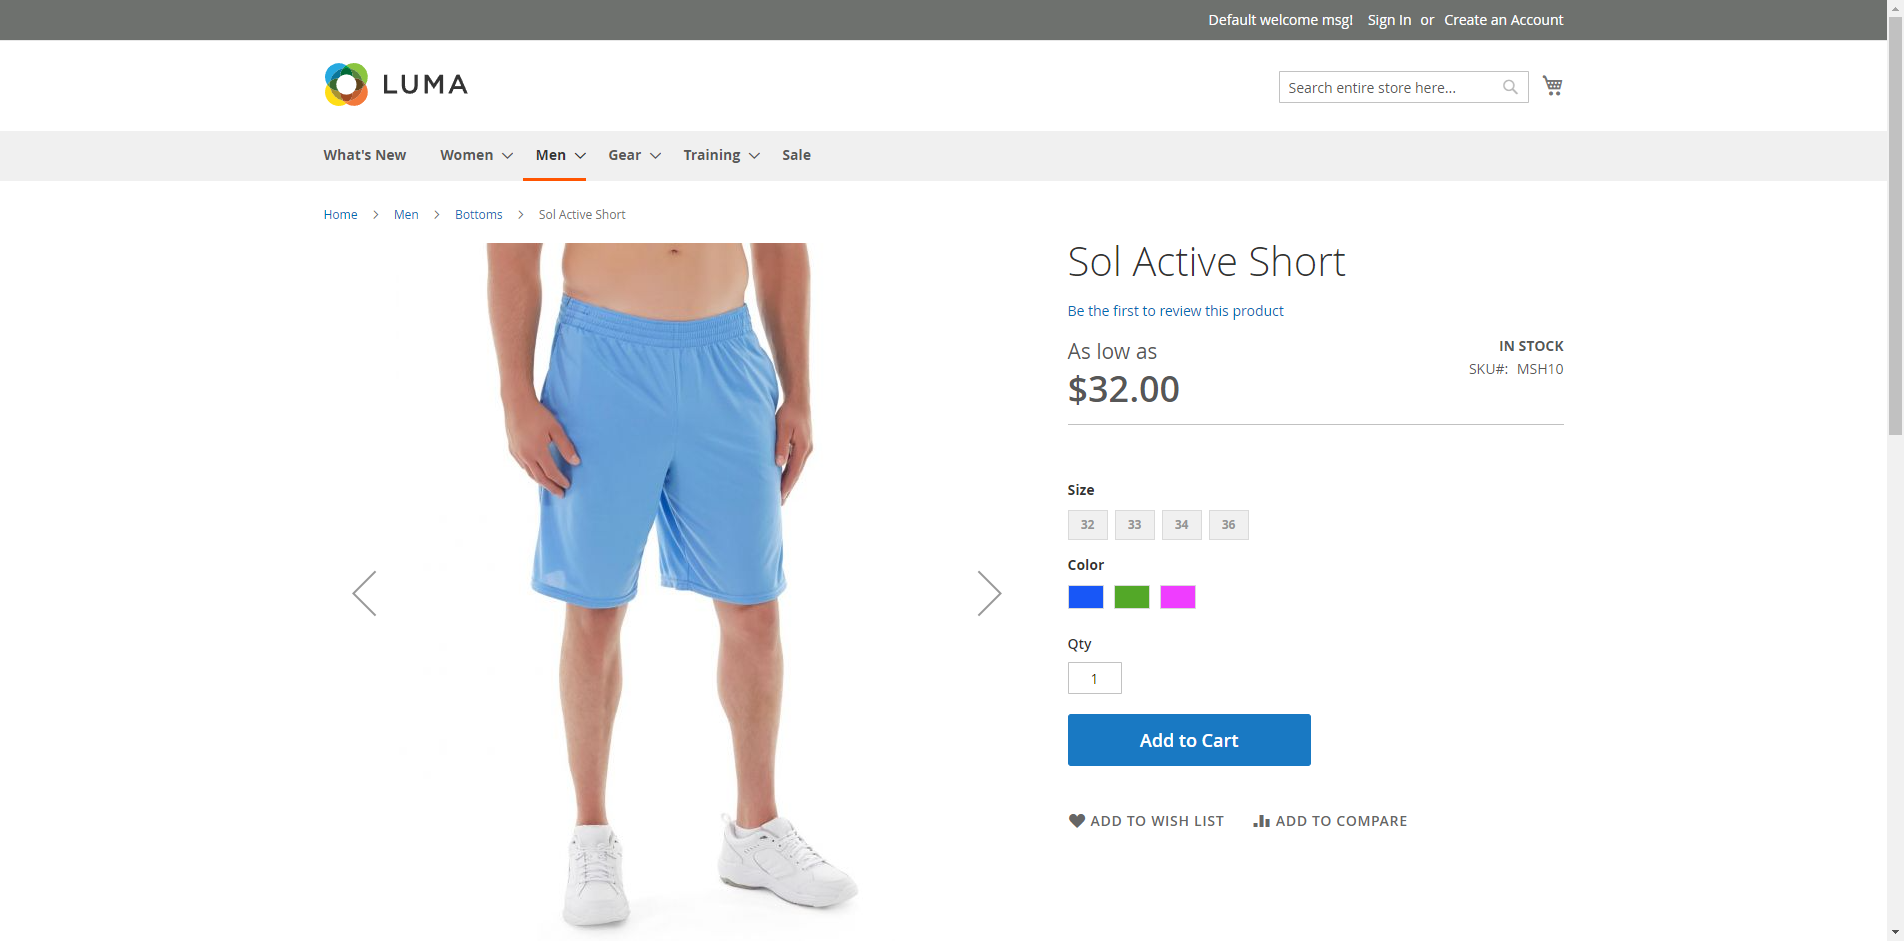 Default welcome msg! Sign In or Create an Account
LUMA
Search entire store here...
What's New Women Men Gear Training Sale
Home > Men > Bottoms > Sol Active Short
Sol Active Short
Be the first to review this product
As low as
IN STOCK
$32.00
SKU#: MSH10
Size
32 33 34 36
Color
Qty
1
Add to Cart
ADD TO WISH LIST ADD TO COMPARE